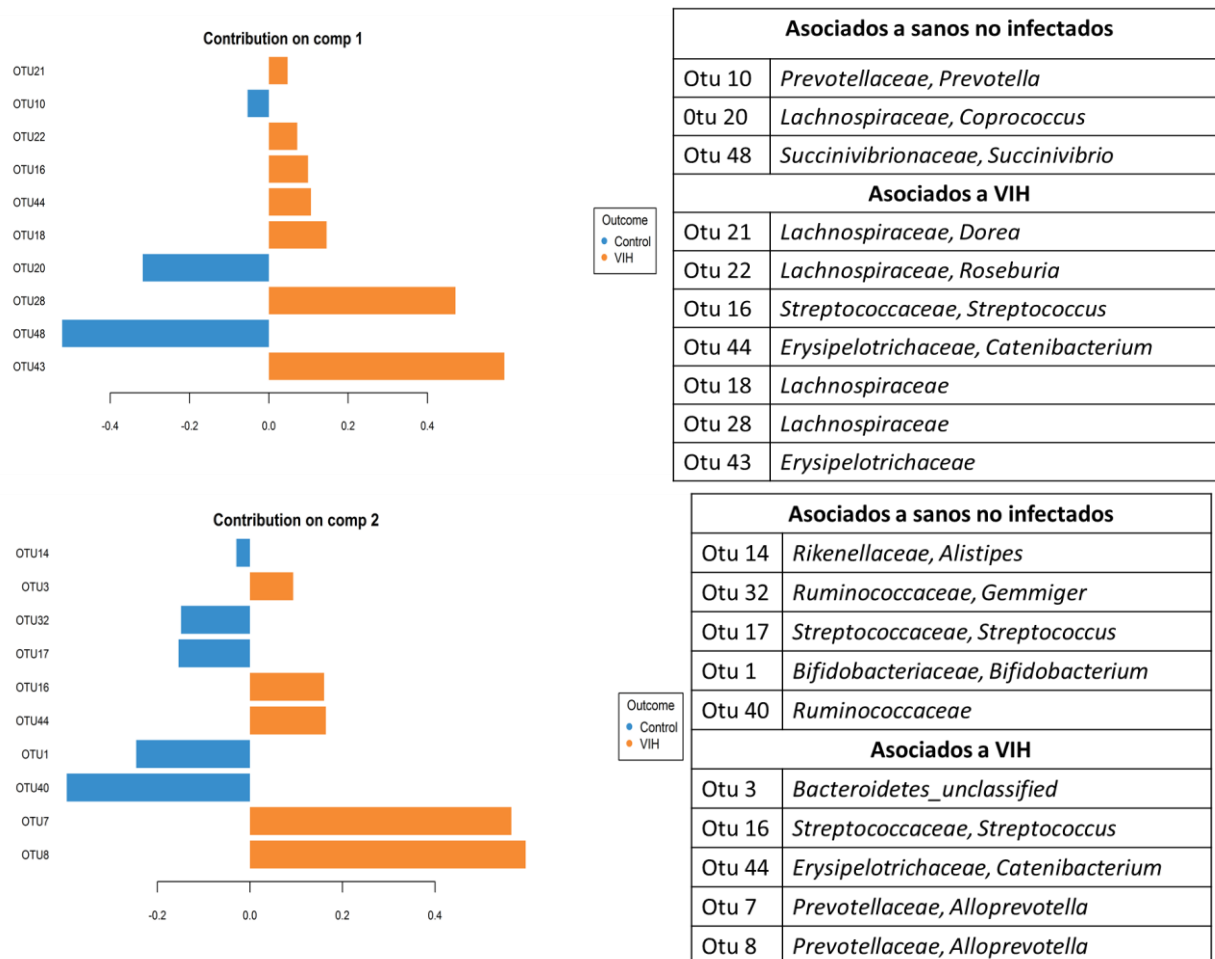 Contribution on comp 1
OTU21
OTU10
OTU22
OTU16
OTU44
OTU18
OTU20
OTU28
OTU48
OTU43
-0.4 -0.2 0.0 0.2 0.4
Outcome
Control
VIH
Asociados a sanos no infectados
Otu 10 Prevotellaceae, Prevotella
0tu 20 Lachnospiraceae, Coprococcus
Otu 48 Succinivibrionaceae, Succinivibrio
Asociados a VIH
Otu 21 Lachnospiraceae, Dorea
Otu 22 Lachnospiraceae, Roseburia
Otu 16 Streptococcaceae, Streptococcus
Otu 44 Erysipelotrichaceae, Catenibacterium
Otu 18 Lachnospiraceae
Otu 28 Lachnospiraceae
Otu 43 Erysipelotrichaceae
Contribution on comp 2
OTU14
OTU3
OTU32
OTU17
OTU16
OTU44
OTU1
OTU40
OTU7
OTU8
-0.2 0.0 0.2 0.4
Outcome
Control
VIH
Asociados a sanos no infectados
Otu 14 Rikenellaceae, Alistipes
Otu 32 Ruminococcaceae, Gemmiger
Otu 17 Streptococcaceae, Streptococcus
Otu 1 Bifidobacteriaceae, Bifidobacterium
Otu 40 Ruminococcaceae
Asociados a VIH
Otu 3 Bacteroidetes_unclassified
Otu 16 Streptococcaceae, Streptococcus
Otu 44 Erysipelotrichaceae, Catenibacterium
Otu 7 Prevotellaceae, Alloprevotella
Otu 8 Prevotellaceae, Alloprevotella